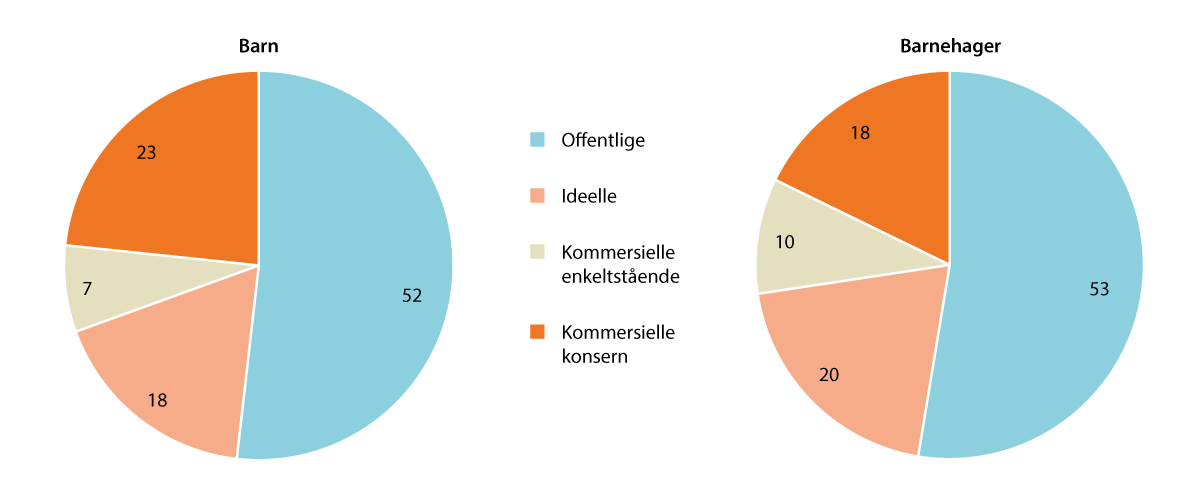 Barn
23
7
18
52
Offentlige
Ideelle
Kommersielle
enkeltstående
Kommersielle
konsern
Barnehager
18
10
20
53